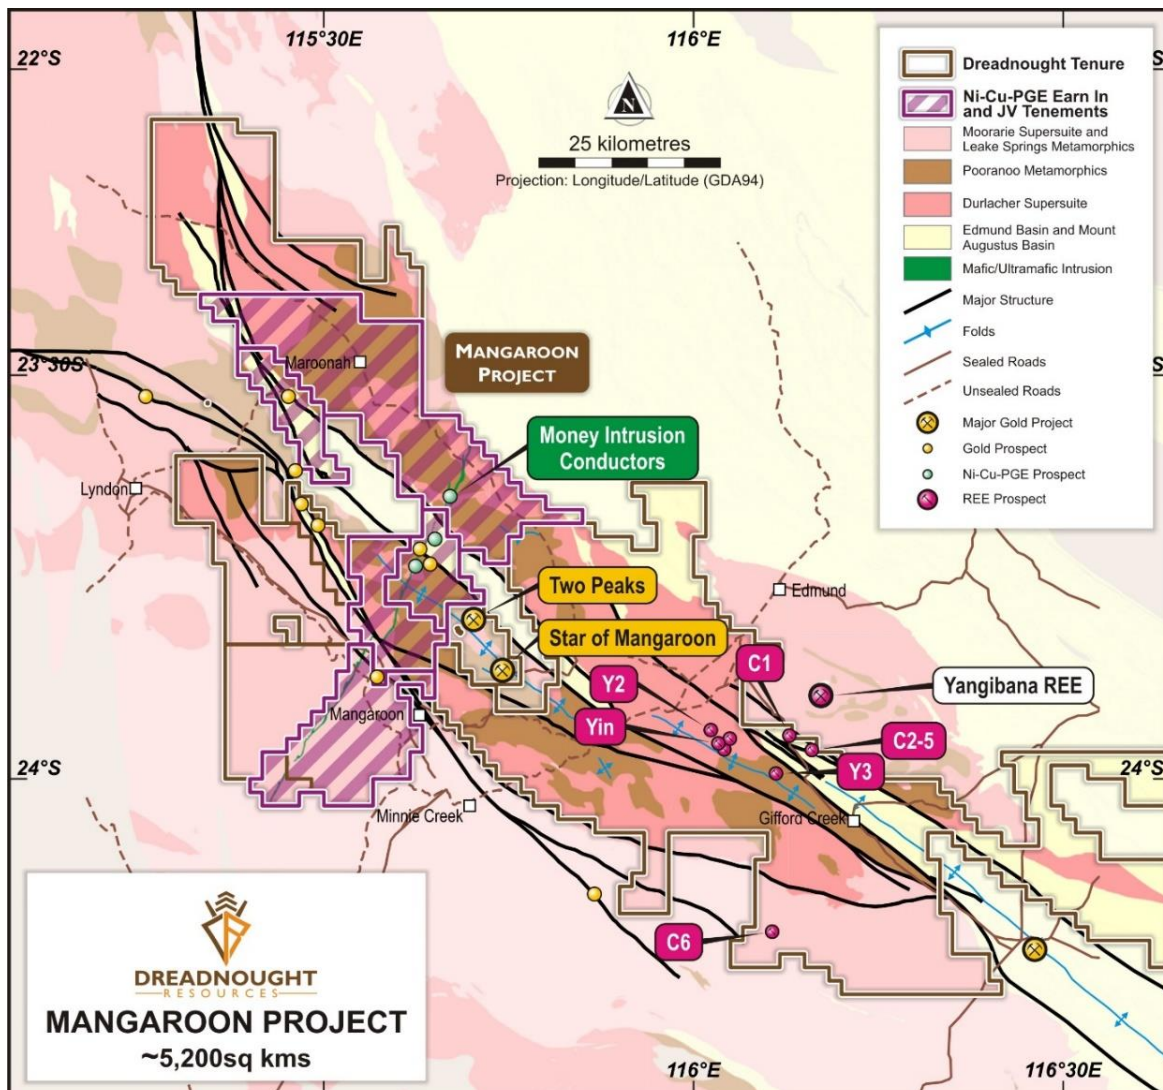 115°30'E
116°E
22°S
S
N
25 kilometres
Projection: Longitude/Latitude (GDA94)
Dreadnought Tenure
Ni-Cu-PGE Earn In
and JV Tenements
Moorarie Supersuite and
Leake Springs Metamorphics
Pooranoo Metamorphics
Durlacher Supersuite
Edmund Basin and Mount
Augustus Basin
Mafic/Ultramafic Intrusion
Major Structure
Folds
Sealed Roads
Unsealed Roads
Major Gold Project
Gold Prospect
Ni-Cu-PGE Prospect
REE Prospect
23°30'S
S
Maroonah
MANGAROON
PROJECT
Money Intrusion
Conductors
Lyndon
Two Peaks
Edmund
Star of Mangaroon
C1
Y2
Yangibana REE
Mangaroon
Yin
C2-5
Y3
24°S
24°S
Minnie Creek
Gifford Creek
C6
DREADNOUGHT
RESOURCES
MANGAROON PROJECT
~5,200sq kms
116°E
116°30'E